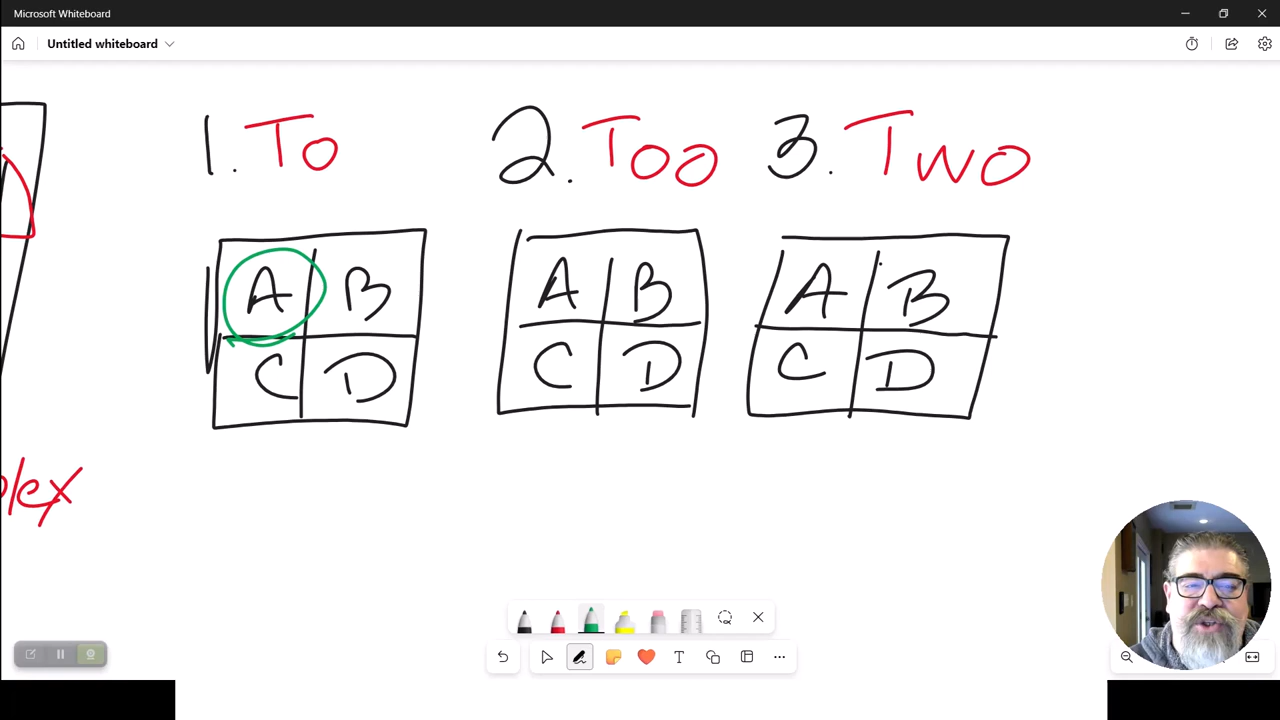 Microsoft Whiteboard
Untitled whiteboard
1. To 2. Too 3. Two
A B A B A B
C D C D C D
lex
T